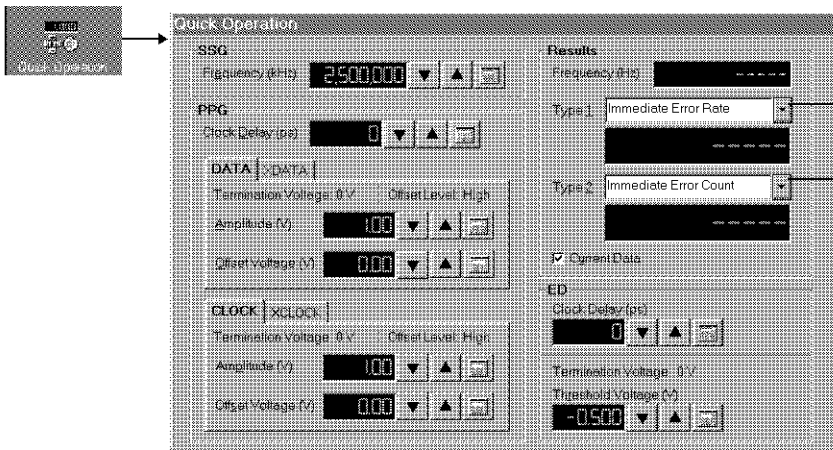 Quick Operation
Quick Operation
SSG
Frequency (kHz) 2,500,000
PPG
Clock Delay (ps) 0
DATA XDATA
Termination Voltage: 0 V Offset Level: High
Amplitude (V) 1.00
Offset Voltage (V) 0.00
CLOCK XCLOCK
Termination Voltage: 0 V Offset Level: High
Amplitude (V) 1.00
Offset Voltage (V) 0.00
Results
Frequency (Hz) -----
Type 1 Immediate Error Rate
-----
Type 2 Immediate Error Count
-----
Current Data
ED
Clock Delay (ps)
0
Termination Voltage: 0 V
Threshold Voltage (V)
-0.500